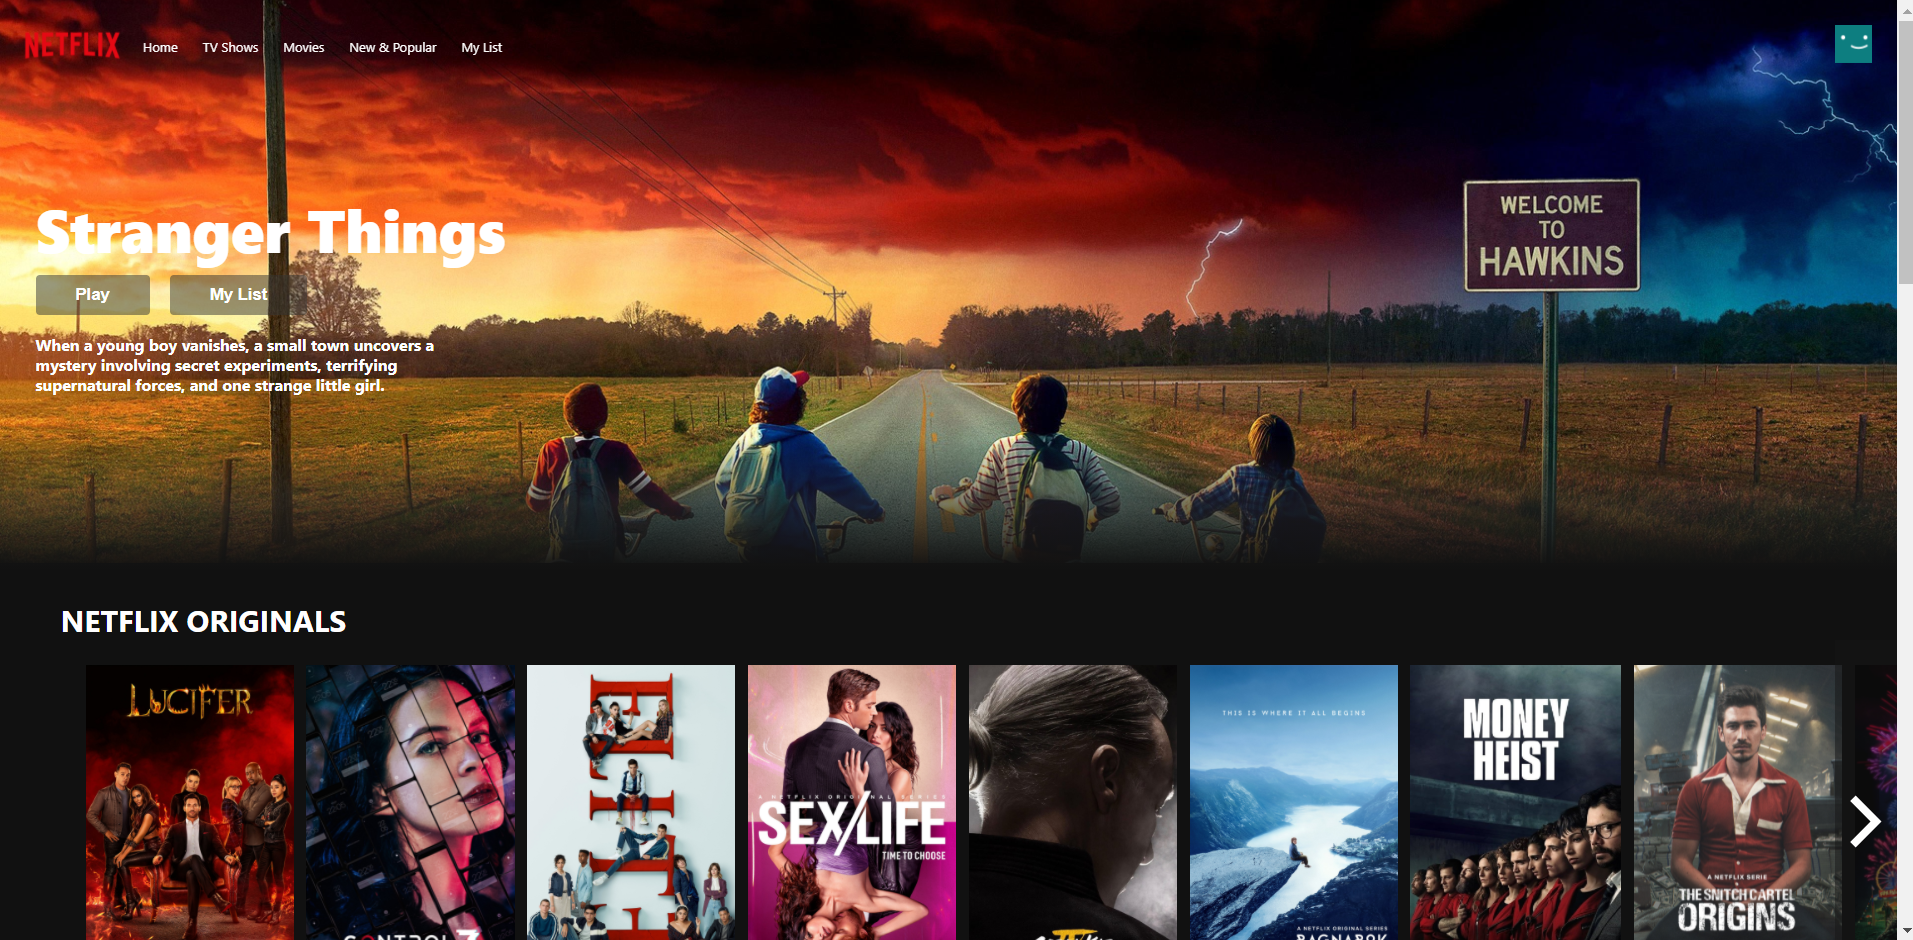 NETFLIX
Home
TV Shows
Movies
New & Popular
My List
WELCOME
TO
HAWKINS
Stranger Things
Play
My List
When a young boy vanishes, a small town uncovers a
mystery involving secret experiments, terrifying
supernatural forces, and one strange little girl.
NETFLIX ORIGINALS
LUCIFER
ELITE
A NETFLIX ORIGINAL SERIES
SEX/LIFE
TIME TO CHOOSE
THIS IS WHERE IT ALL BEGINS
A NETFLIX ORIGINAL SERIES
RAGNAROK
MONEY
HEIST
A NETFLIX SERIE
THE SNITCH CARTEL
ORIGINS